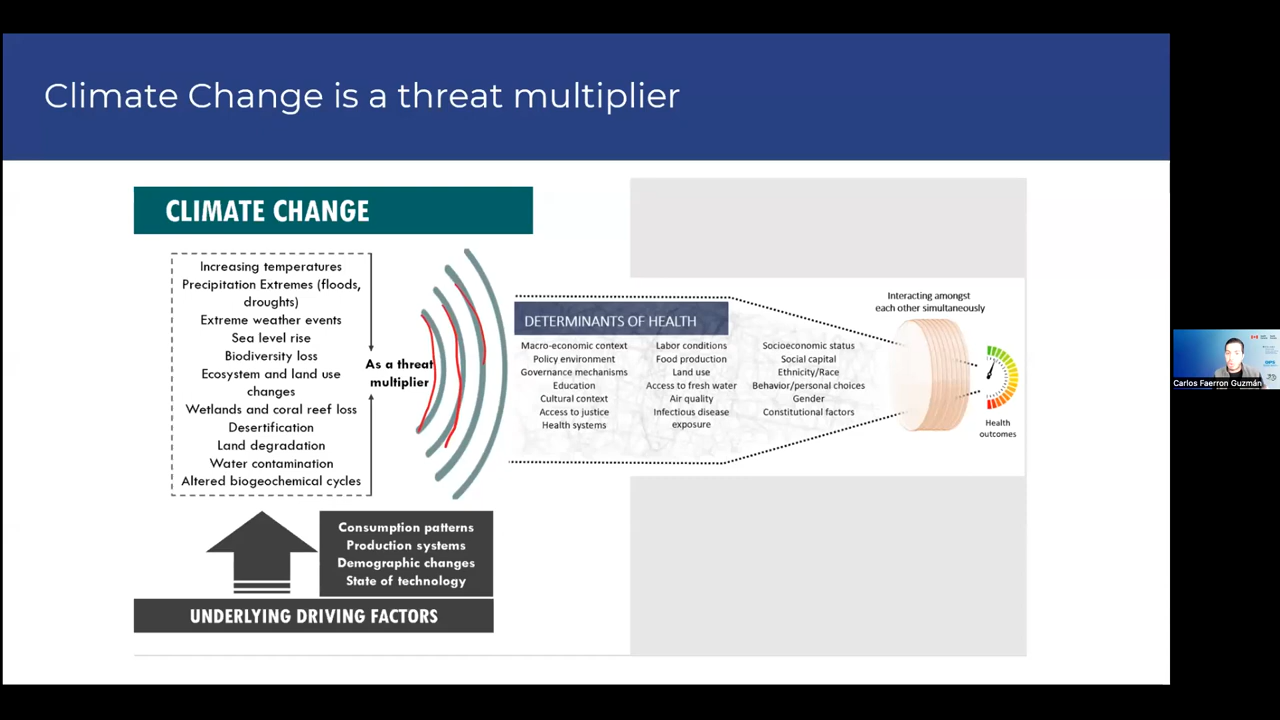 Climate Change is a threat multiplier
CLIMATE CHANGE
Increasing temperatures
Precipitation Extremes (floods,
droughts)
Extreme weather events
Sea level rise
Biodiversity loss
Ecosystem and land use
changes
Wetlands and coral reef loss
Desertification
Land degradation
Water contamination
Altered biogeochemical cycles
As a threat
multiplier
DETERMINANTS OF HEALTH
Macro-economic context
Policy environment
Governance mechanisms
Education
Cultural context
Access to justice
Health systems
Labor conditions
Food production
Land use
Access to fresh water
Air quality
Infectious disease
exposure
Socioeconomic status
Social capital
Ethnicity/Race
Behavior/personal choices
Gender
Constitutional factors
Interacting amongst
each other simultaneously
Health
outcomes
Consumption patterns
Production systems
Demographic changes
State of technology
UNDERLYING DRIVING FACTORS
Carlos Faerron Guzmán